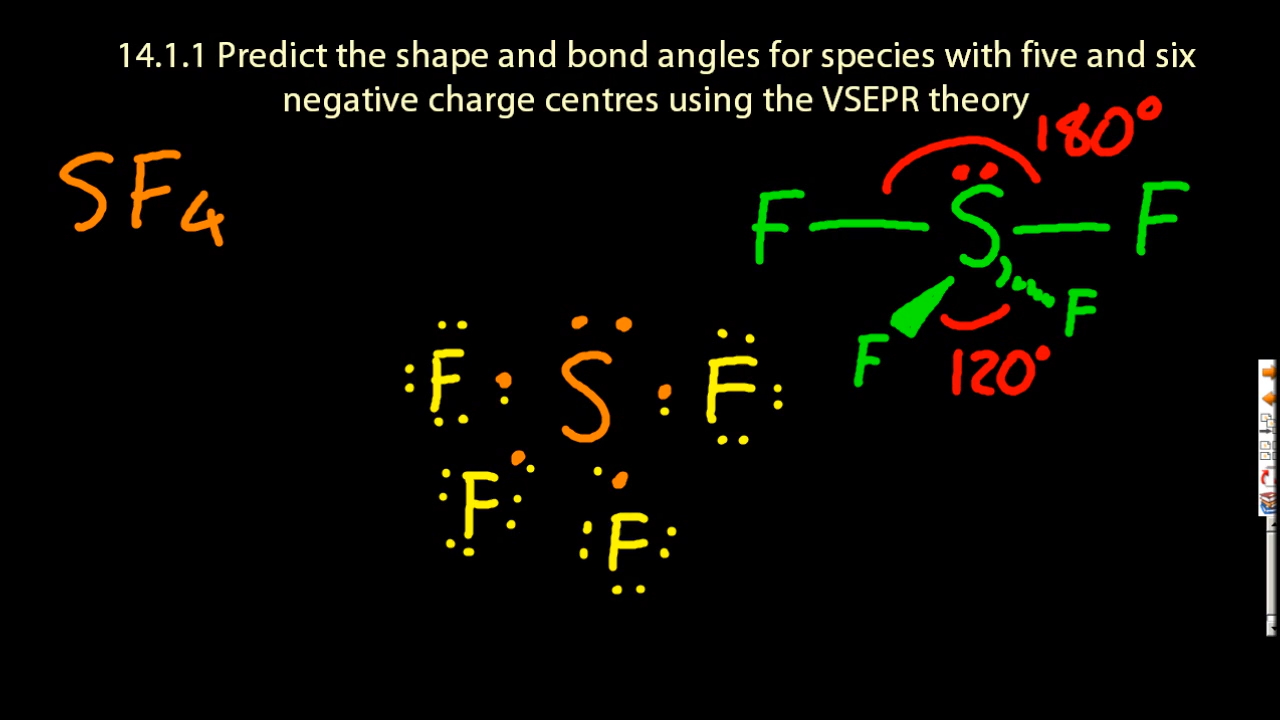 14.1.1 Predict the shape and bond angles for species with five and six
negative charge centres using the VSEPR theory
180°
SF4
F S F
F F
120°
F S F
F F